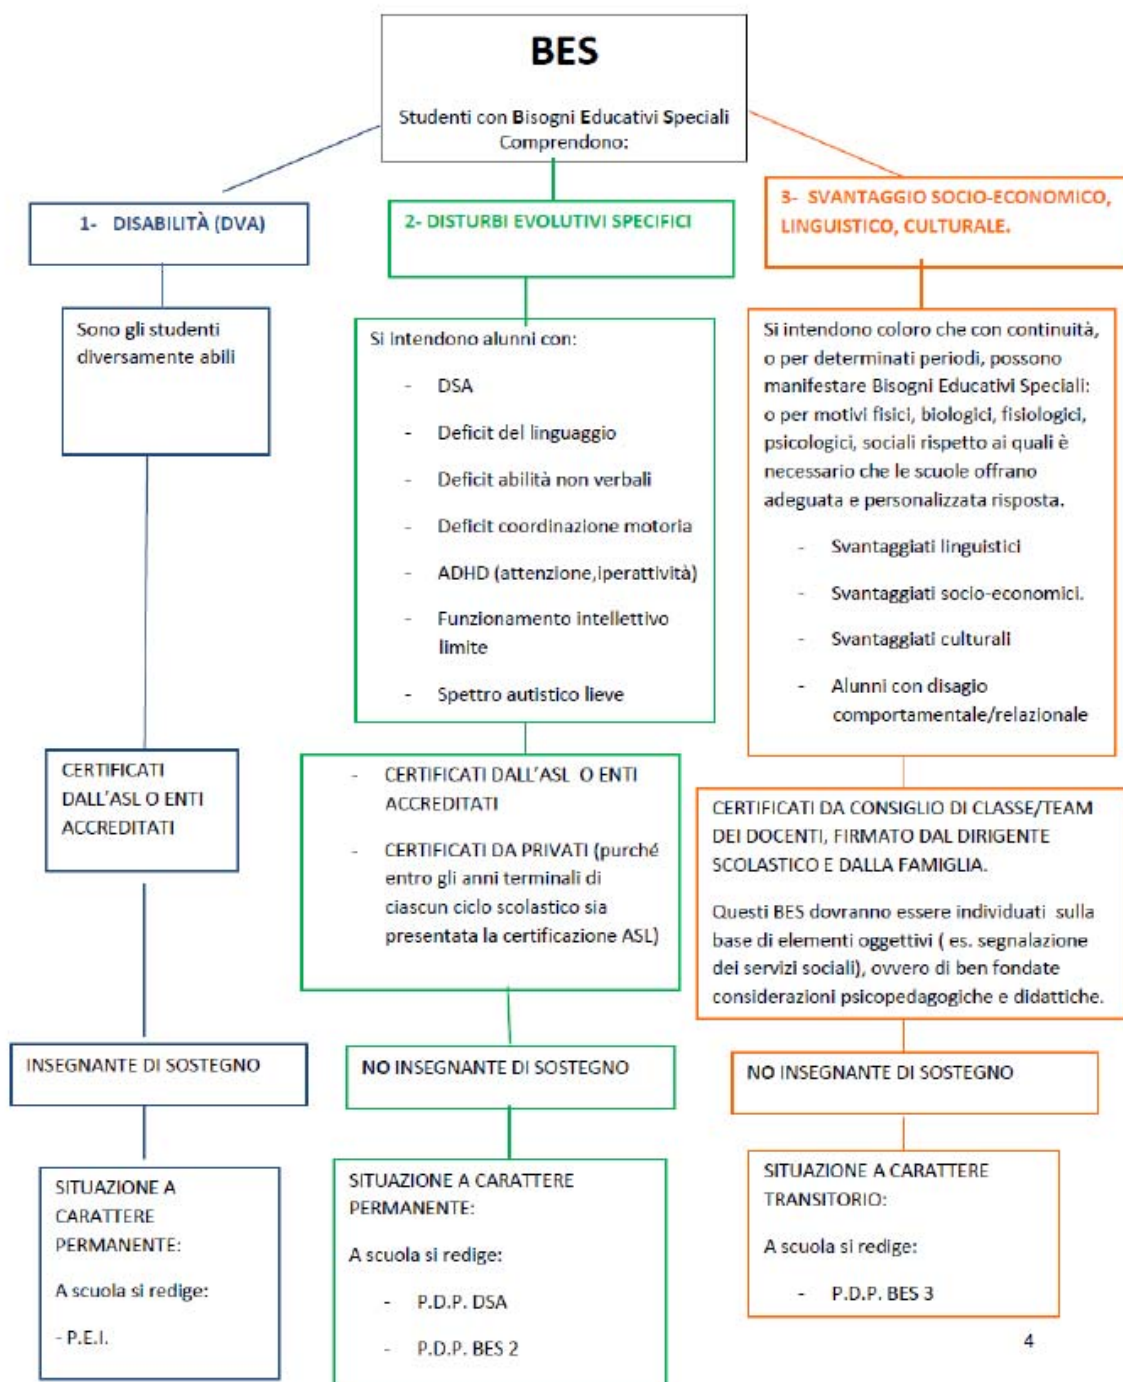 BES
Studenti con Bisogni Educativi Speciali
Comprendono:
1- DISABILITÀ (DVA)
Sono gli studenti
diversamente abili
CERTIFICATI
DALL'ASL O ENTI
ACCREDITATI
INSEGNANTE DI SOSTEGNO
SITUAZIONE A
CARATTERE
PERMANENTE:
A scuola si redige:
- P.E.I.
2- DISTURBI EVOLUTIVI SPECIFICI
Si intendono alunni con:
- DSA
- Deficit del linguaggio
- Deficit abilità non verbali
- Deficit coordinazione motoria
- ADHD (attenzione,iperattività)
- Funzionamento intellettivo
limite
- Spettro autistico lieve
- CERTIFICATI DALL'ASL O ENTI
ACCREDITATI
- CERTIFICATI DA PRIVATI (purché
entro gli anni terminali di
ciascun ciclo scolastico sia
presentata la certificazione ASL)
NO INSEGNANTE DI SOSTEGNO
SITUAZIONE A CARATTERE
PERMANENTE:
A scuola si redige:
- P.D.P. DSA
- P.D.P. BES 2
3- SVANTAGGIO SOCIO-ECONOMICO,
LINGUISTICO, CULTURALE.
Si intendono coloro che con continuità,
o per determinati periodi, possono
manifestare Bisogni Educativi Speciali:
o per motivi fisici, biologici, fisiologici,
psicologici, sociali rispetto ai quali è
necessario che le scuole offrano
adeguata e personalizzata risposta.
- Svantaggiati linguistici
- Svantaggiati socio-economici.
- Svantaggiati culturali
- Alunni con disagio
comportamentale/relazionale
CERTIFICATI DA CONSIGLIO DI CLASSE/TEAM
DEI DOCENTI, FIRMATO DAL DIRIGENTE
SCOLASTICO E DALLA FAMIGLIA.
Questi BES dovranno essere individuati sulla
base di elementi oggettivi ( es. segnalazione
dei servizi sociali), ovvero di ben fondate
considerazioni psicopedagogiche e didattiche.
NO INSEGNANTE DI SOSTEGNO
SITUAZIONE A CARATTERE
TRANSITORIO:
A scuola si redige:
- P.D.P. BES 3
4